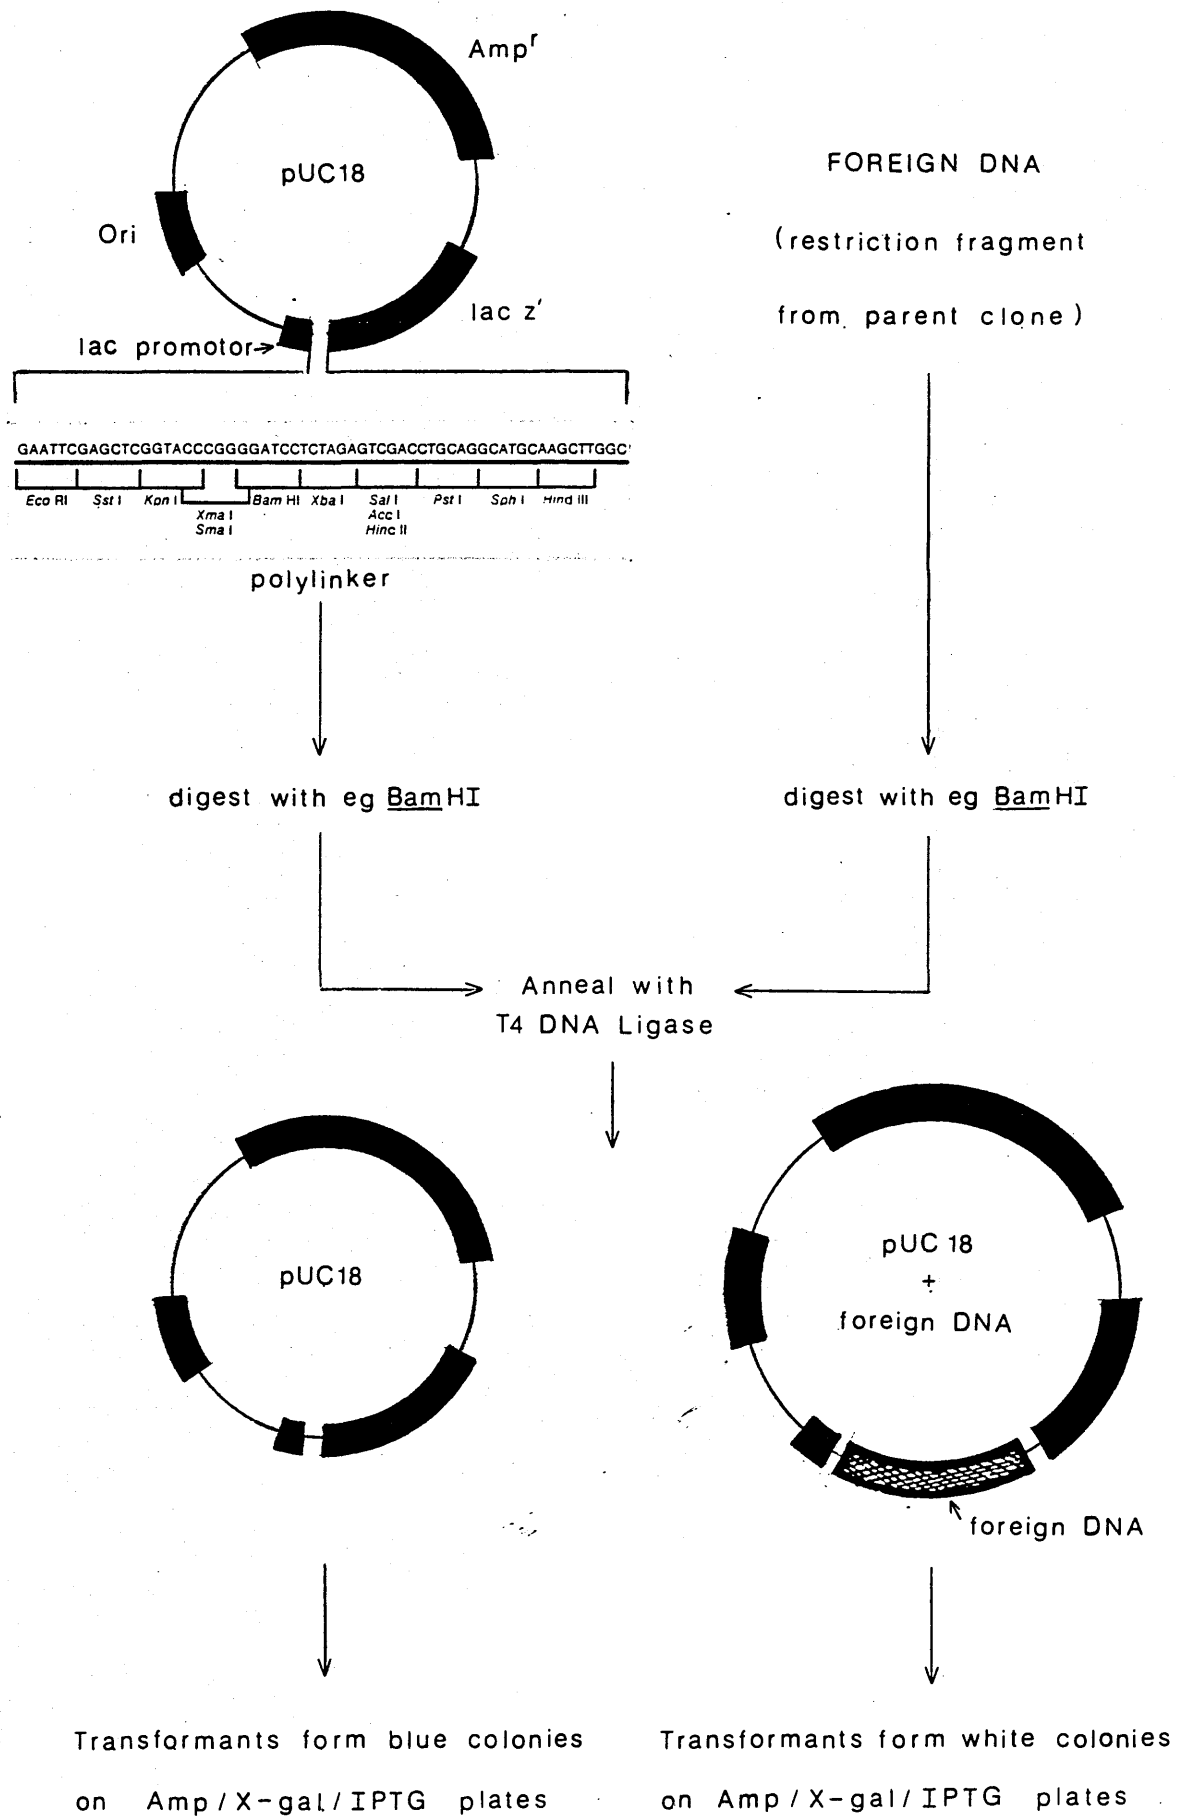 Ampʳ
pUC18
FOREIGN DNA
Ori
(restriction fragment
lac z'
from parent clone)
lac promotor
GAATTCGAGCTCGGTACCCGGGGATCCTCTAGAGTCGACCTGCAGGCATGCAAGCTTGGC
Eco RI Sst I Kpn I Bam HI Xba I Sal I Pst I Sph I Hind III
Xma I Acc I
Sma I Hinc II
polylinker
digest with eg BamHI
digest with eg BamHI
Anneal with
T4 DNA Ligase
pUC18
pUC 18
+
foreign DNA
foreign DNA
Transformants form blue colonies
on Amp/X-gal/IPTG plates
Transformants form white colonies
on Amp/X-gal/IPTG plates